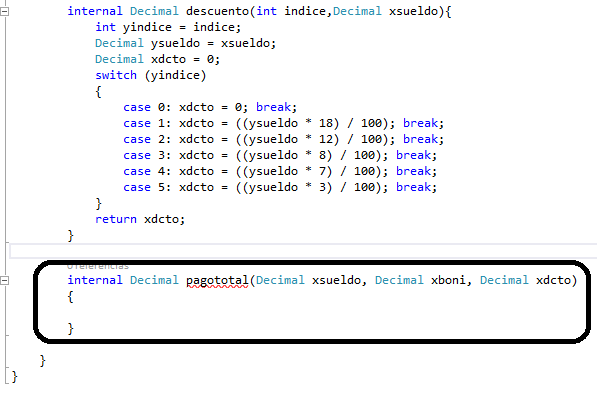 internal Decimal descuento(int indice,Decimal xsueldo){
int yindice = indice;
Decimal ysueldo = xsueldo;
Decimal xdcto = 0;
switch (yindice)
{
case 0: xdcto = 0; break;
case 1: xdcto = ((ysueldo * 18) / 100); break;
case 2: xdcto = ((ysueldo * 12) / 100); break;
case 3: xdcto = ((ysueldo * 8) / 100); break;
case 4: xdcto = ((ysueldo * 7) / 100); break;
case 5: xdcto = ((ysueldo * 3) / 100); break;
}
return xdcto;
}
0 referencias
internal Decimal pagototal(Decimal xsueldo, Decimal xboni, Decimal xdcto)
{
}
}
}